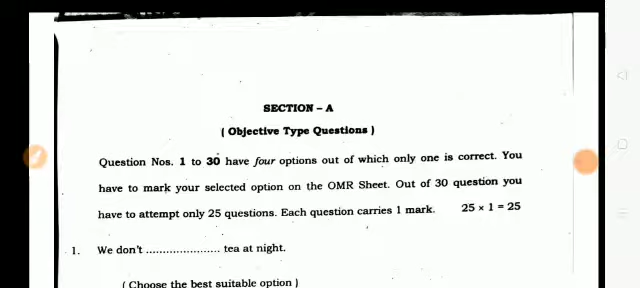 SECTION – A
( Objective Type Questions )
Question Nos. 1 to 30 have four options out of which only one is correct. You
have to mark your selected option on the OMR Sheet. Out of 30 question you
have to attempt only 25 questions. Each question carries 1 mark. 25 × 1 = 25
1. We don't ...................... tea at night.
( Choose the best suitable option )